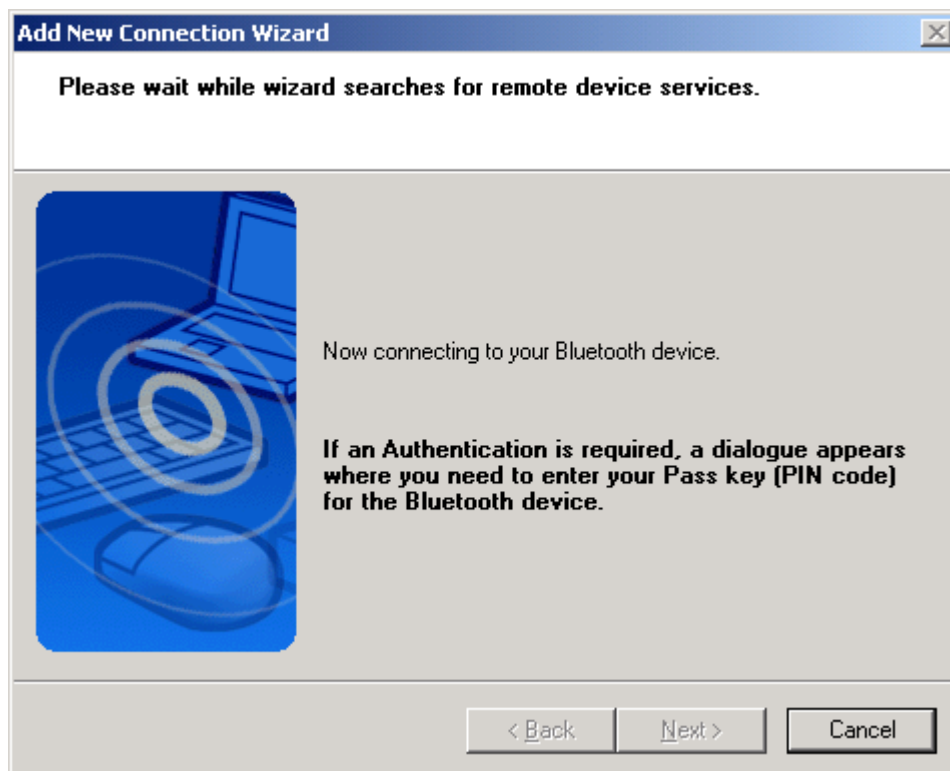 Add New Connection Wizard
Please wait while wizard searches for remote device services.
Now connecting to your Bluetooth device.
If an Authentication is required, a dialogue appears
where you need to enter your Pass key (PIN code)
for the Bluetooth device.
< Back Next > Cancel